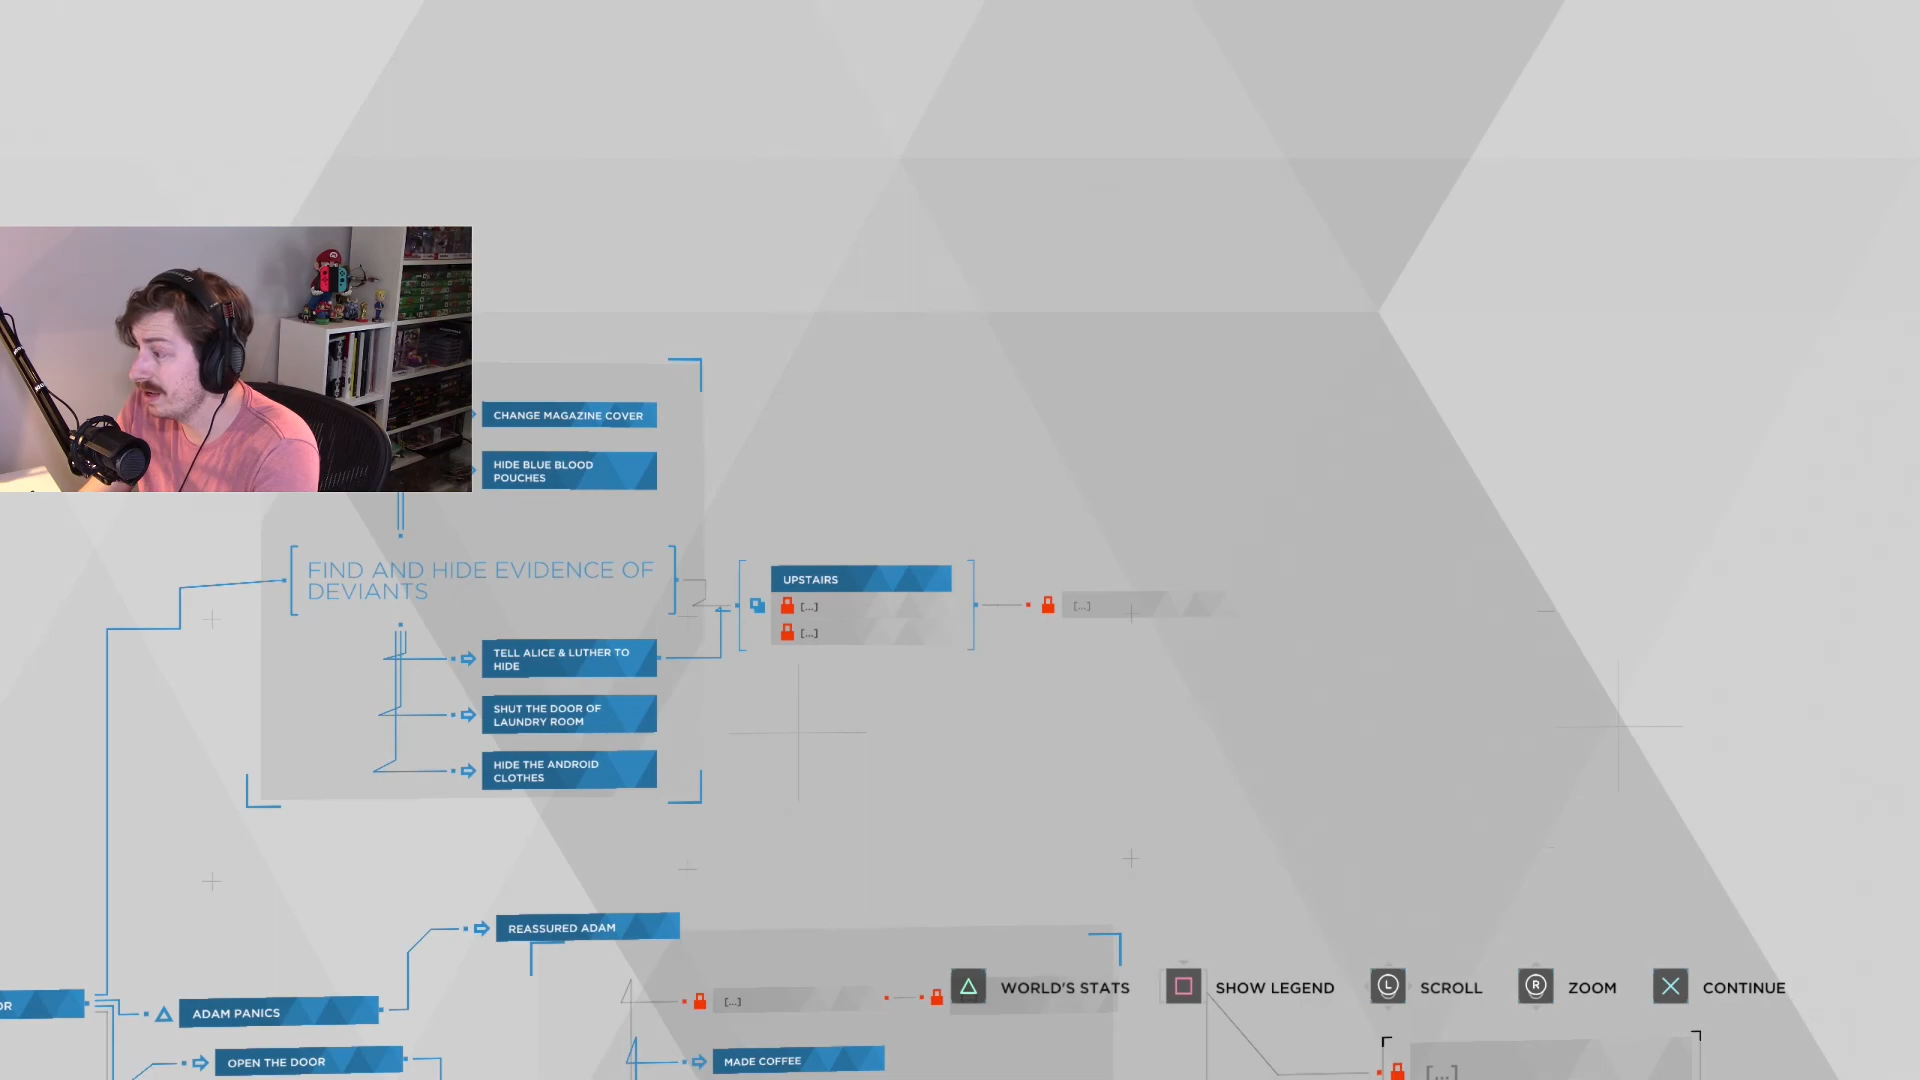 CHANGE MAGAZINE COVER
HIDE BLUE BLOOD
POUCHES
FIND AND HIDE EVIDENCE OF
DEVIANTS
UPSTAIRS
[...]
[...]
[...]
TELL ALICE & LUTHER TO
HIDE
SHUT THE DOOR OF
LAUNDRY ROOM
HIDE THE ANDROID
CLOTHES
REASSURED ADAM
OR
ADAM PANICS
[...]
WORLD'S STATS
SHOW LEGEND
L
SCROLL
R
ZOOM
CONTINUE
OPEN THE DOOR
MADE COFFEE
[...]